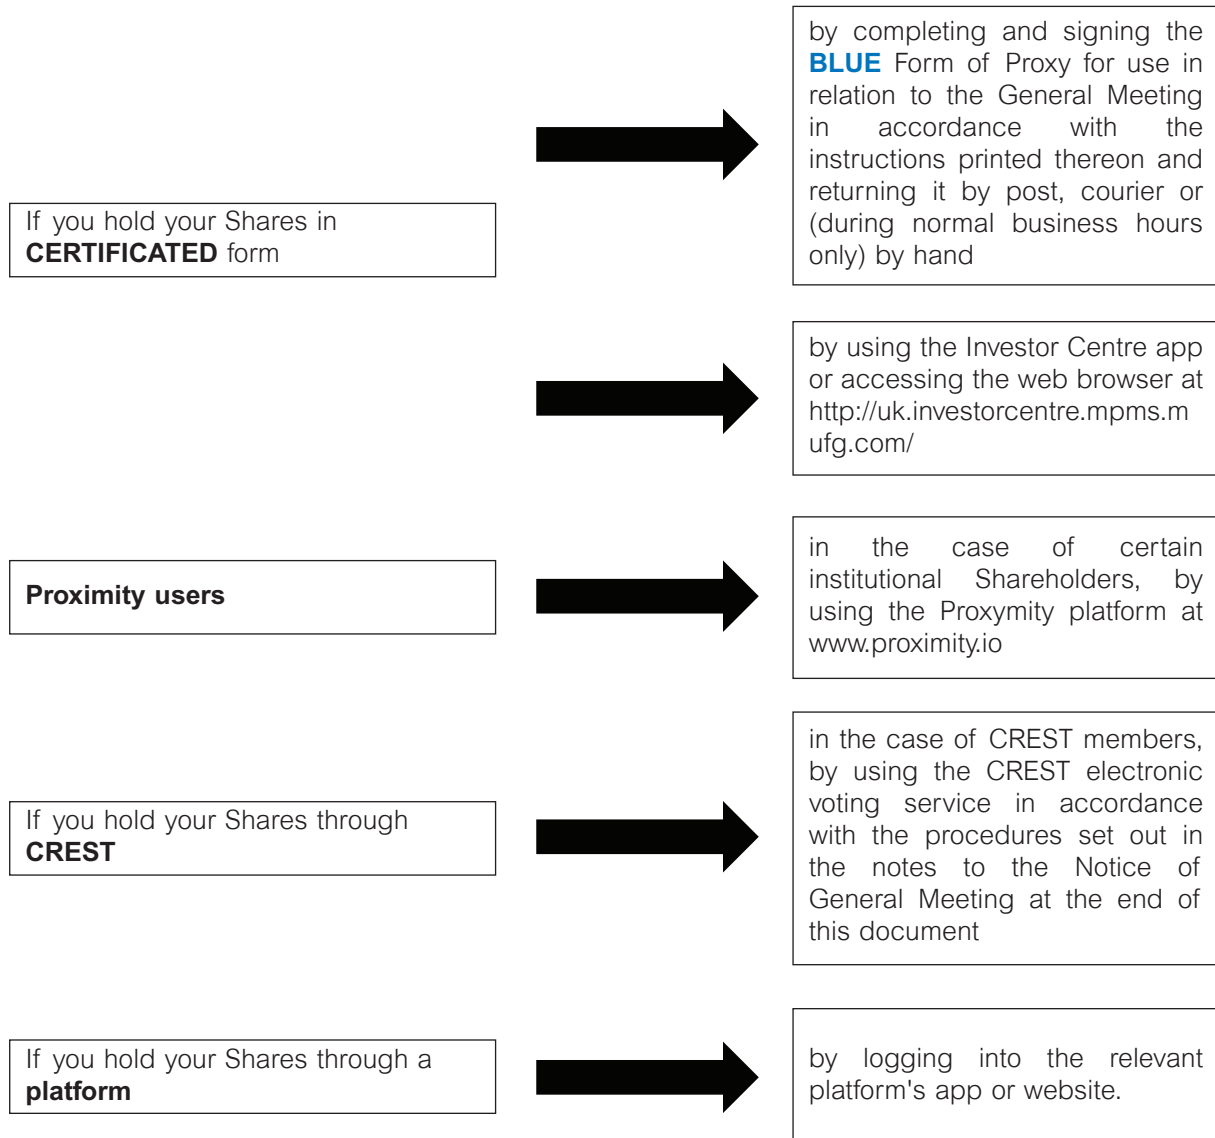 by completing and signing the
BLUE Form of Proxy for use in
relation to the General Meeting
in accordance with the
instructions printed thereon and
returning it by post, courier or
(during normal business hours
only) by hand
If you hold your Shares in
CERTIFICATED form
by using the Investor Centre app
or accessing the web browser at
http://uk.investorcentre.mpms.m
ufg.com/
Proximity users
in the case of certain
institutional Shareholders, by
using the Proxymity platform at
www.proximity.io
If you hold your Shares through
CREST
in the case of CREST members,
by using the CREST electronic
voting service in accordance
with the procedures set out in
the notes to the Notice of
General Meeting at the end of
this document
If you hold your Shares through a
platform
by logging into the relevant
platform's app or website.